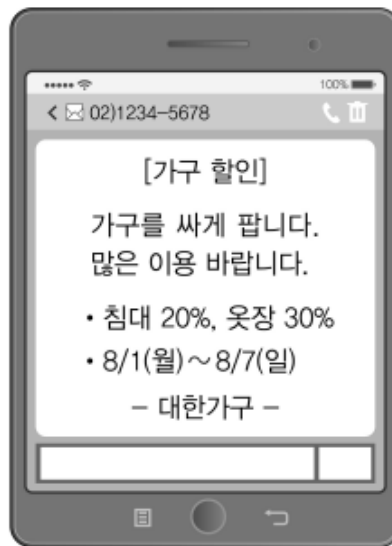 100%
02)1234-5678
[가구 할인]
가구를 싸게 팝니다.
많은 이용 바랍니다.
• 침대 20%, 옷장 30%
• 8/1(월)~8/7(일)
- 대한가구 -